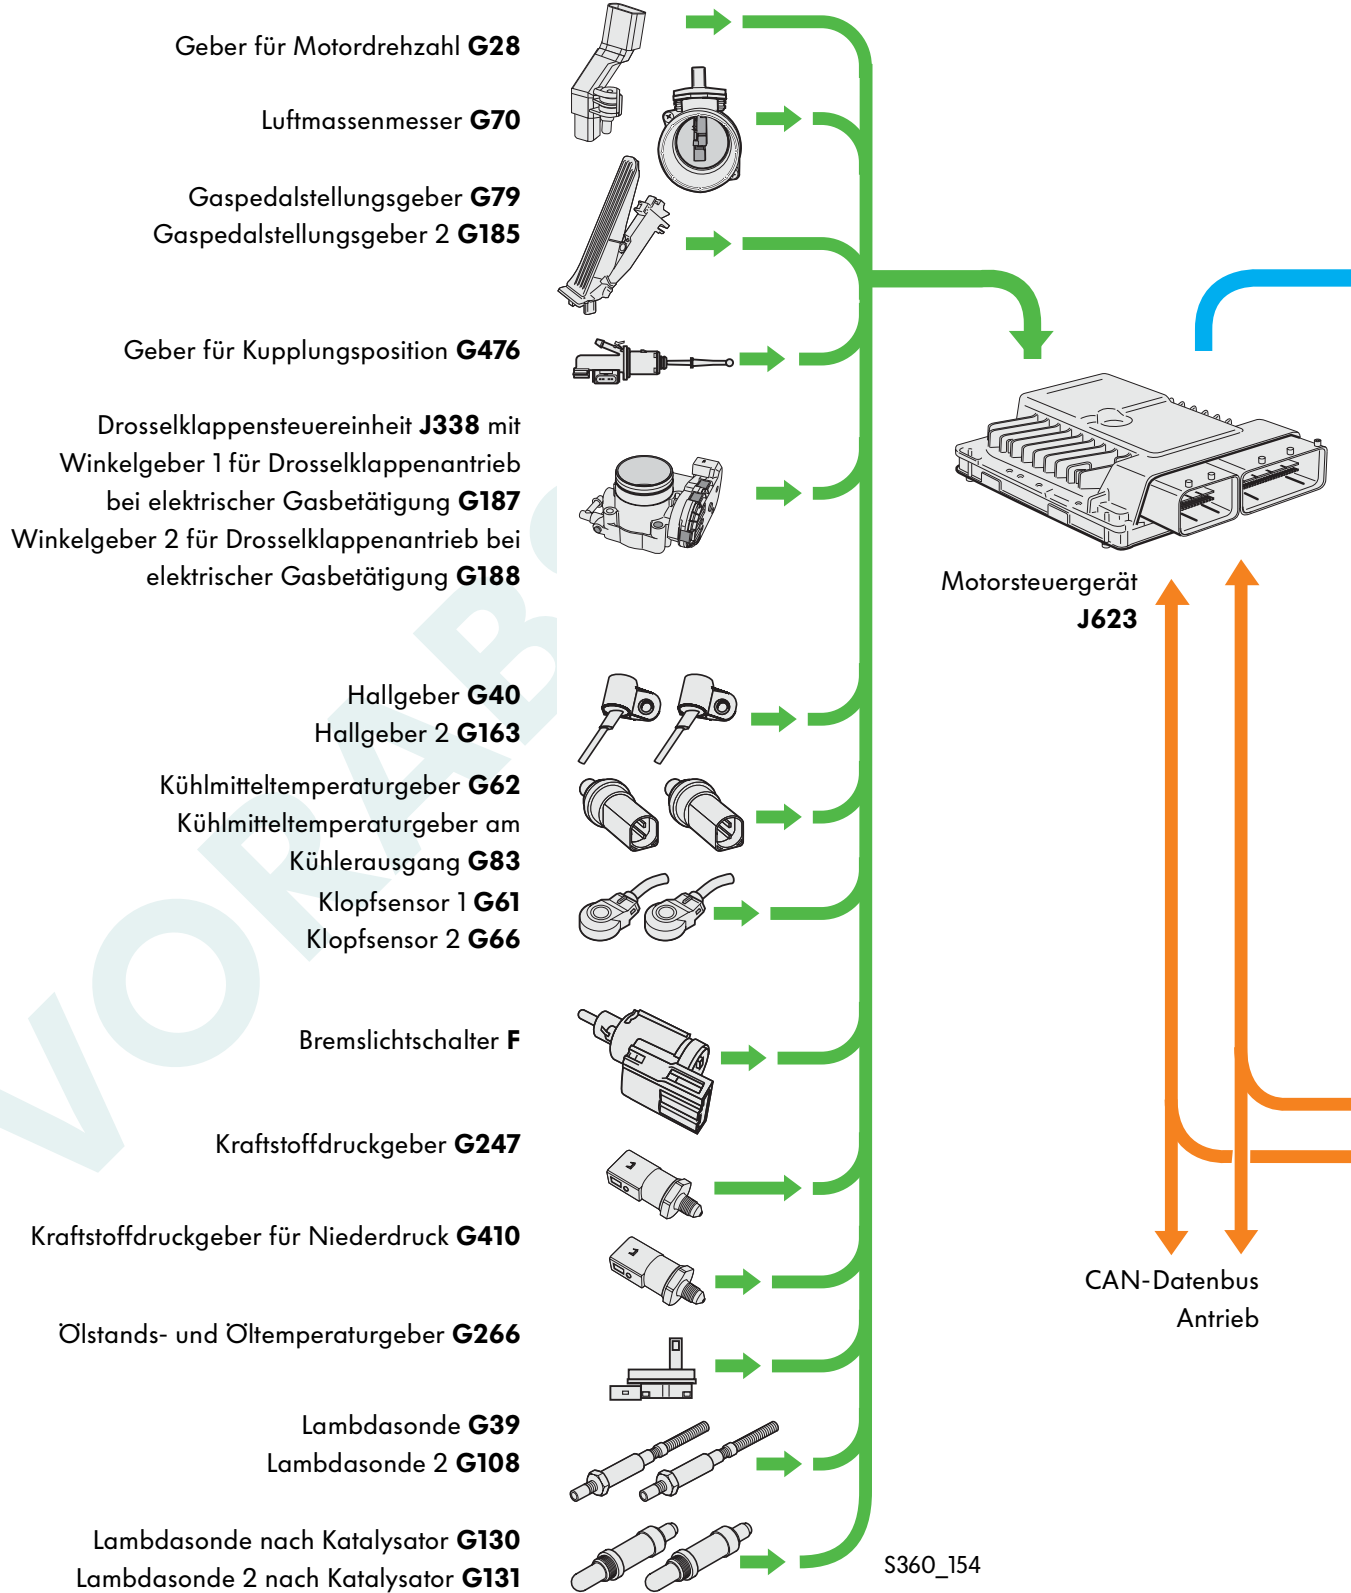 Geber für Motordrehzahl G28
Luftmassenmesser G70
Gaspedalstellungsgeber G79
Gaspedalstellungsgeber 2 G185
Geber für Kupplungsposition G476
Drosselklappensteuereinheit J338 mit
Winkelgeber 1 für Drosselklappenantrieb
bei elektrischer Gasbetätigung G187
Winkelgeber 2 für Drosselklappenantrieb bei
elektrischer Gasbetätigung G188
Hallgeber G40
Hallgeber 2 G163
Kühlmitteltemperaturgeber G62
Kühlmitteltemperaturgeber am
Kühlerausgang G83
Klopfsensor 1 G61
Klopfsensor 2 G66
Bremslichtschalter F
Kraftstoffdruckgeber G247
Kraftstoffdruckgeber für Niederdruck G410
Ölstands- und Öltemperaturgeber G266
Lambdasonde G39
Lambdasonde 2 G108
Lambdasonde nach Katalysator G130
Lambdasonde 2 nach Katalysator G131
Motorsteuergerät
J623
CAN-Datenbus
Antrieb
S360_154
VORAB